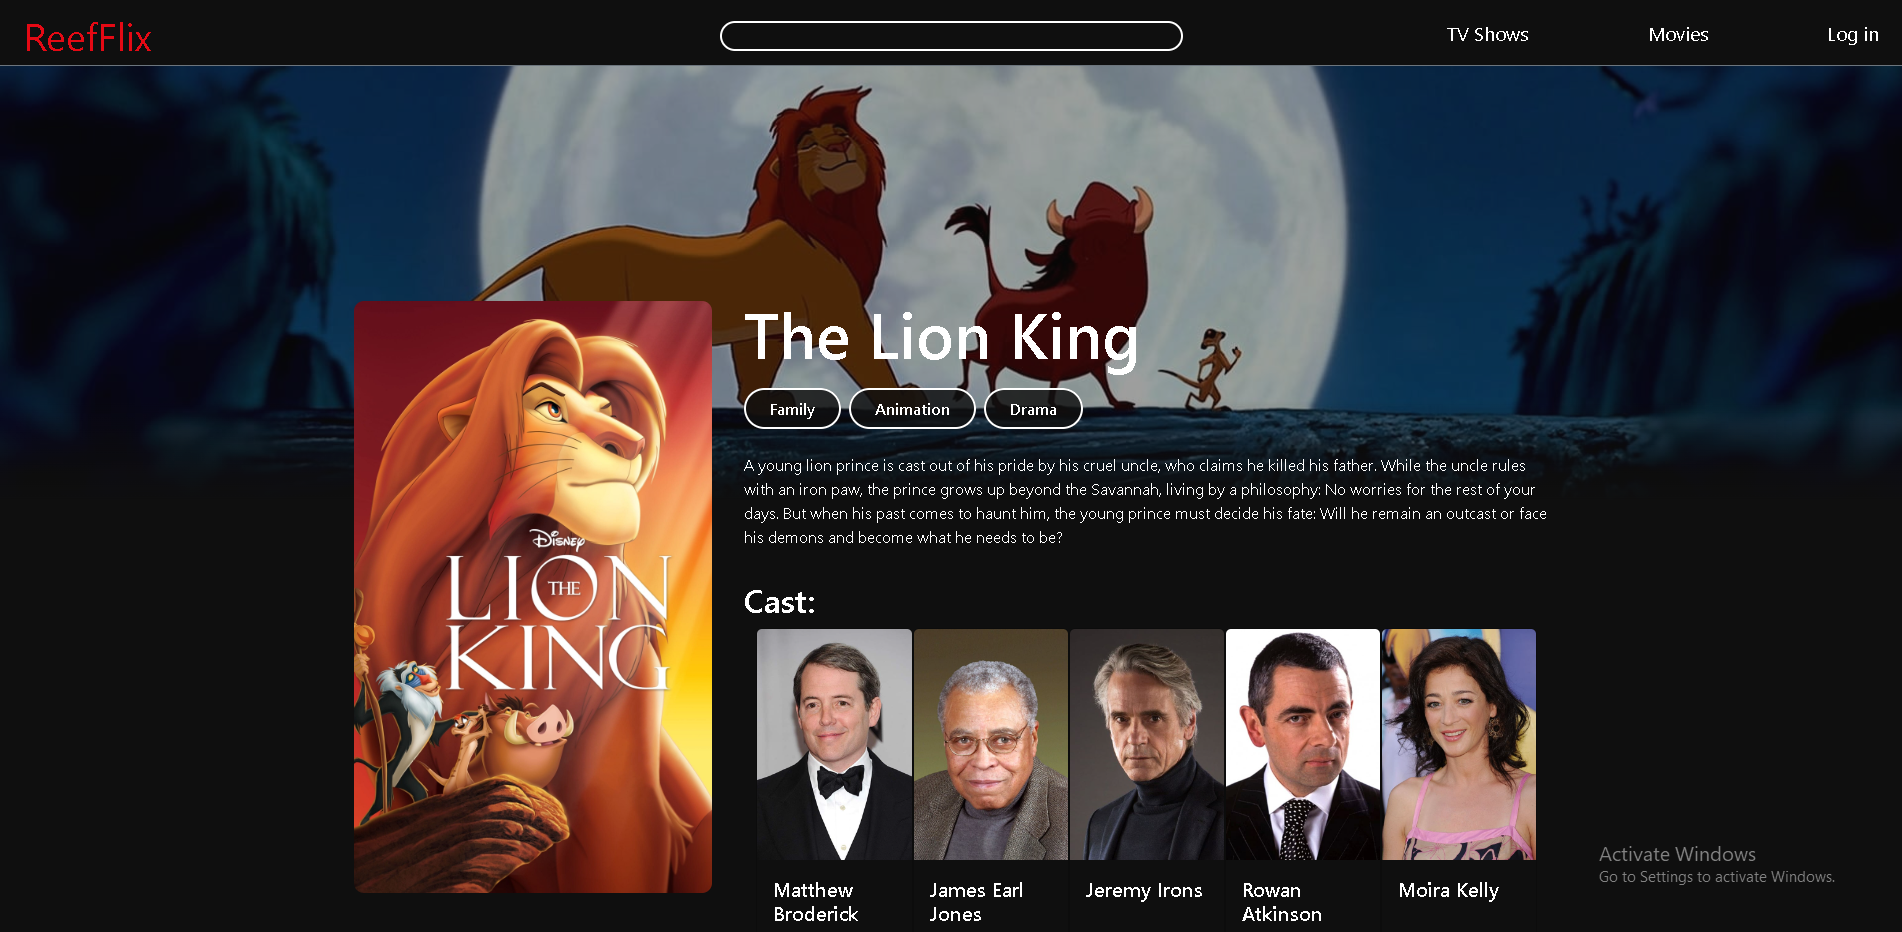 ReefFlix
TV Shows
Movies
Log in
The Lion King
Family
Animation
Drama
A young lion prince is cast out of his pride by his cruel uncle, who claims he killed his father. While the uncle rules
with an iron paw, the prince grows up beyond the Savannah, living by a philosophy: No worries for the rest of your
days. But when his past comes to haunt him, the young prince must decide his fate: Will he remain an outcast or face
his demons and become what he needs to be?
DISNEY
THE
LION
KING
Cast:
Matthew
Broderick
James Earl
Jones
Jeremy Irons
Rowan
Atkinson
Moira Kelly
Activate Windows
Go to Settings to activate Windows.